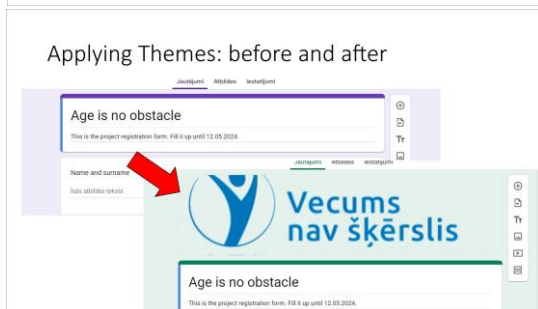 Applying Themes: before and after
Jautājumi Atbildes Iestatījumi
Age is no obstacle
This is the project registration form. Fill it up until 12.05.2024.
Name and surname
Īsās atbildes teksts
Jautājumi Atbildes Iestatījumi
Vecums
nav šķērslis
Age is no obstacle
This is the project registration form. Fill it up until 12.05.2024.